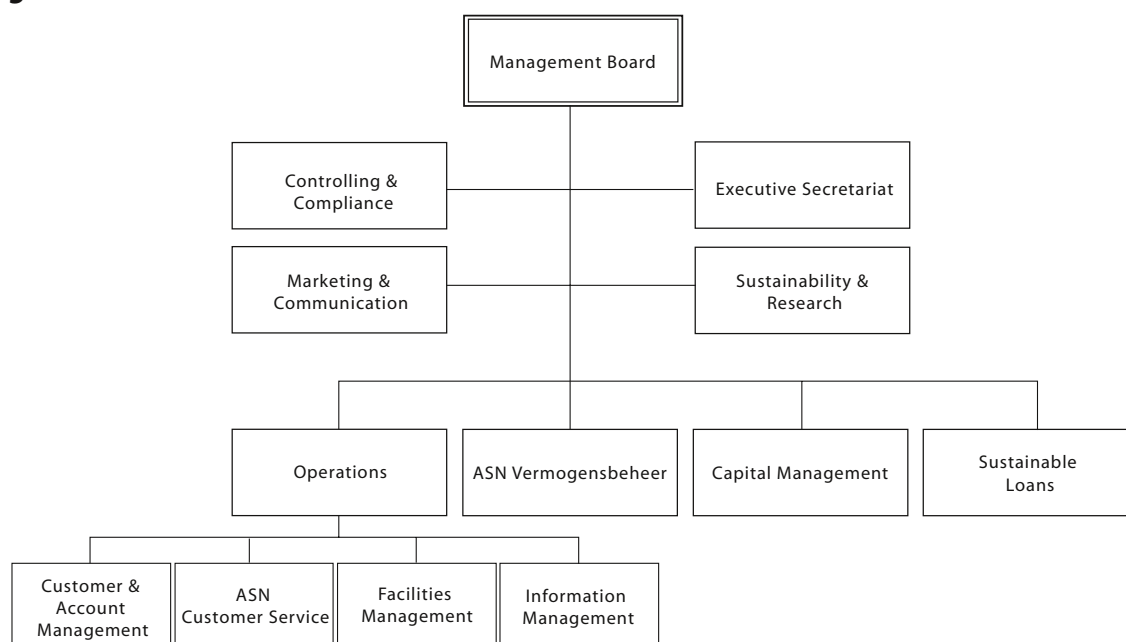 Management Board
Controlling &
Compliance
Executive Secretariat
Marketing &
Communication
Sustainability &
Research
Operations
ASN Vermogensbeheer
Capital Management
Sustainable
Loans
Customer &
Account
Management
ASN
Customer Service
Facilities
Management
Information
Management